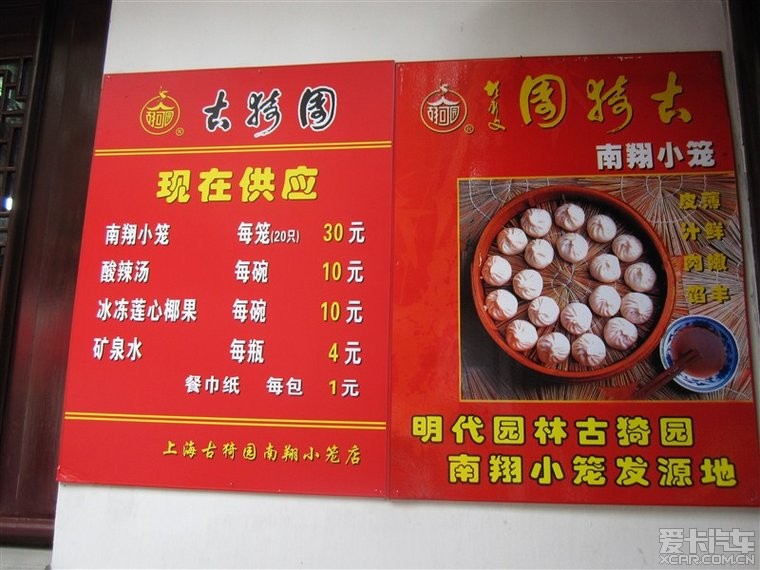 古猗園
®
现在供应
南翔小笼 每笼(20只) 30元
酸辣汤 每碗 10元
冰冻莲心椰果 每碗 10元
矿泉水 每瓶 4元
餐巾纸 每包 1元
上海古猗园南翔小笼店
園猗古
®
南翔小笼
皮薄
汁鲜
肉嫩
馅丰
明代园林古猗园
南翔小笼发源地
爱卡汽车
XCAR.COM.CN